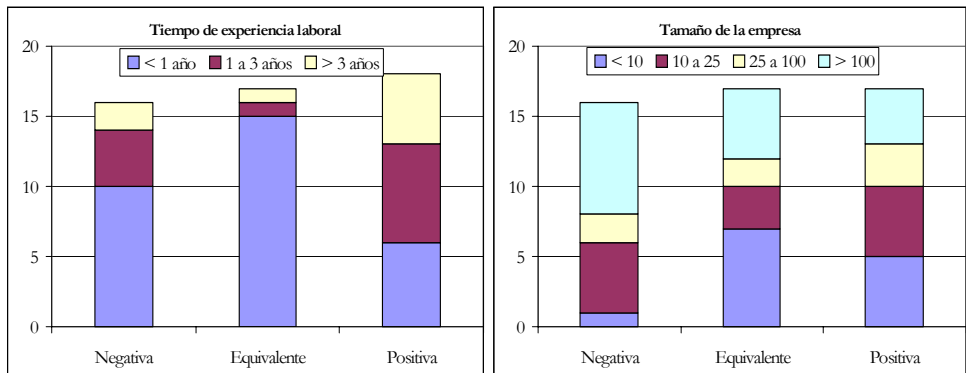 Tiempo de experiencia laboral
< 1 año 1 a 3 años > 3 años
20
15
10
5
0
Negativa Equivalente Positiva
Tamaño de la empresa
< 10 10 a 25 25 a 100 > 100
20
15
10
5
0
Negativa Equivalente Positiva